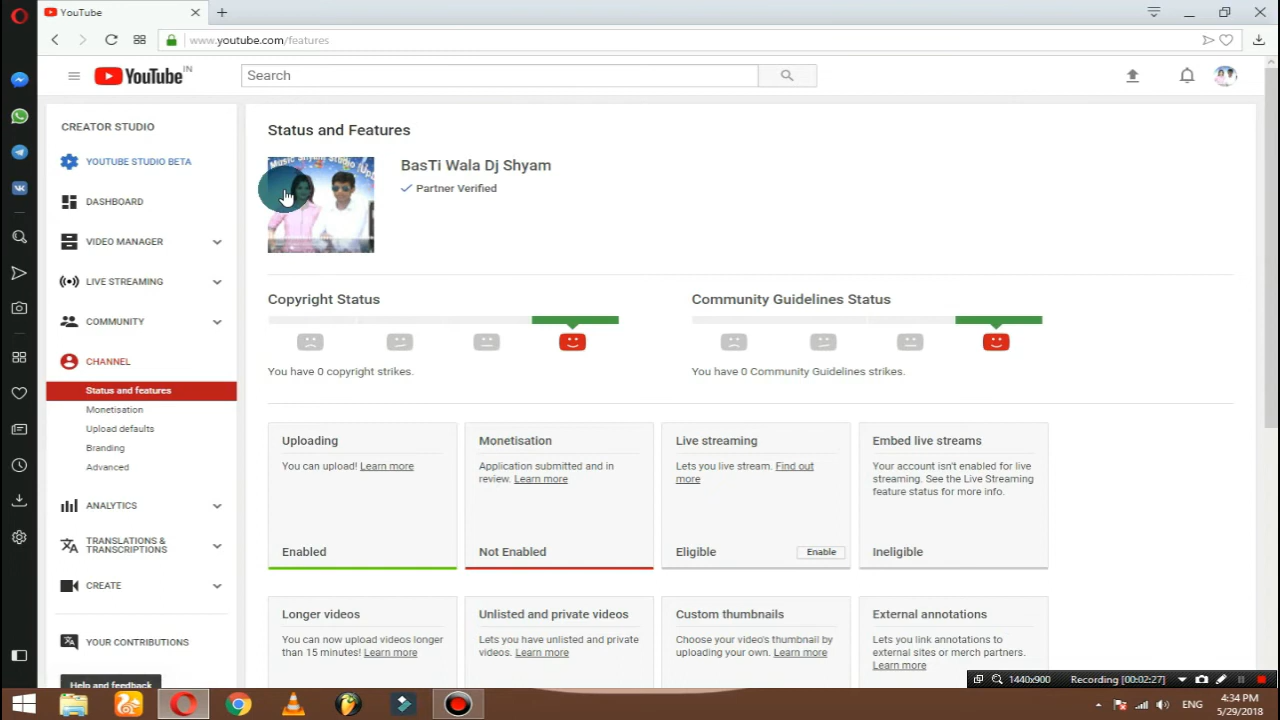 YouTube
www.youtube.com/features
YouTube IN
Search
CREATOR STUDIO
YOUTUBE STUDIO BETA
DASHBOARD
VIDEO MANAGER
LIVE STREAMING
COMMUNITY
CHANNEL
Status and features
Monetisation
Upload defaults
Branding
Advanced
ANALYTICS
TRANSLATIONS &
TRANSCRIPTIONS
CREATE
YOUR CONTRIBUTIONS
Help and feedback
Status and Features
BasTi Wala Dj Shyam
Partner Verified
Copyright Status
You have 0 copyright strikes.
Community Guidelines Status
You have 0 Community Guidelines strikes.
Uploading
You can upload! Learn more
Enabled
Monetisation
Application submitted and in
review. Learn more
Not Enabled
Live streaming
Lets you live stream. Find out
more
Eligible
Enable
Embed live streams
Your account isn't enabled for live
streaming. See the Live Streaming
feature status for more info.
Ineligible
Longer videos
You can now upload videos longer
than 15 minutes! Learn more
Unlisted and private videos
Lets you have unlisted and private
videos. Learn more
Custom thumbnails
Choose your video's thumbnail by
uploading your own. Learn more
External annotations
Lets you link annotations to
external sites or merch partners.
Learn more
1440x900
Recording [00:02:27]
ENG
4:34 PM
5/29/2018